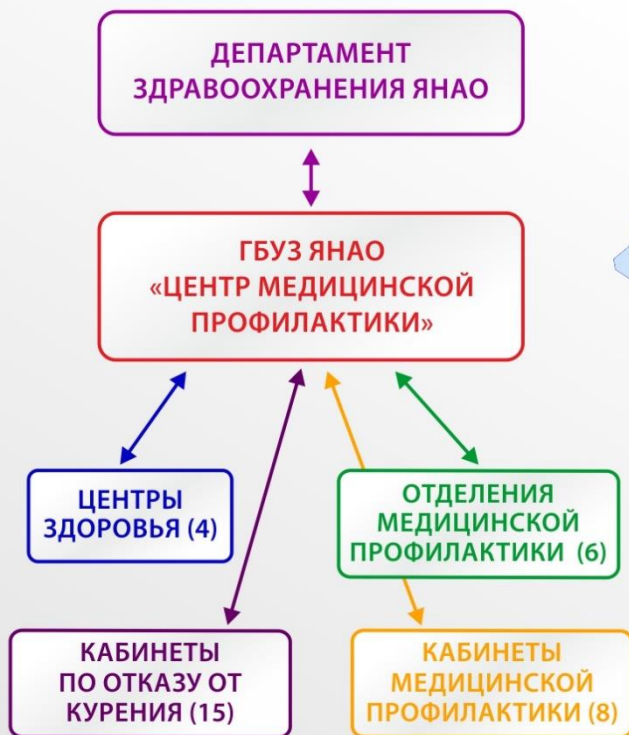 ДЕПАРТАМЕНТ
ЗДРАВООХРАНЕНИЯ ЯНАО
ГБУЗ ЯНАО
«ЦЕНТР МЕДИЦИНСКОЙ
ПРОФИЛАКТИКИ»
ЦЕНТРЫ
ЗДОРОВЬЯ (4)
ОТДЕЛЕНИЯ
МЕДИЦИНСКОЙ
ПРОФИЛАКТИКИ (6)
КАБИНЕТЫ
ПО ОТКАЗУ ОТ
КУРЕНИЯ (15)
КАБИНЕТЫ
МЕДИЦИНСКОЙ
ПРОФИЛАКТИКИ (8)